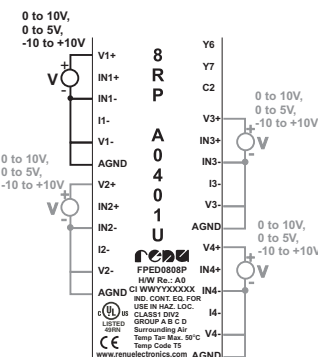 0 to 10V,
0 to 5V,
-10 to +10V
V1+
IN1+
IN1-
I1-
V1-
AGND
+
V
-
0 to 10V,
0 to 5V,
-10 to +10V
V2+
IN2+
IN2-
I2-
V2-
AGND
+
V
-
8
R
P
A
0
4
0
1
U
renu
FPED0808P
H/W Re.: A0
CI WWYYXXXXX
IND. CONT. EQ. FOR
USE IN HAZ. LOC.
CLASS1 DIV2
GROUP A B C D
Surrounding Air
Temp Ta= Max. 50°C
Temp Code T5
www.renuelectronics.com
c UL us
LISTED
49RN
CE
Y6
Y7
C2
V3+
IN3+
IN3-
I3-
V3-
AGND
0 to 10V,
0 to 5V,
-10 to +10V
+
V
-
V4+
IN4+
IN4-
I4-
V4-
AGND
0 to 10V,
0 to 5V,
-10 to +10V
+
V
-